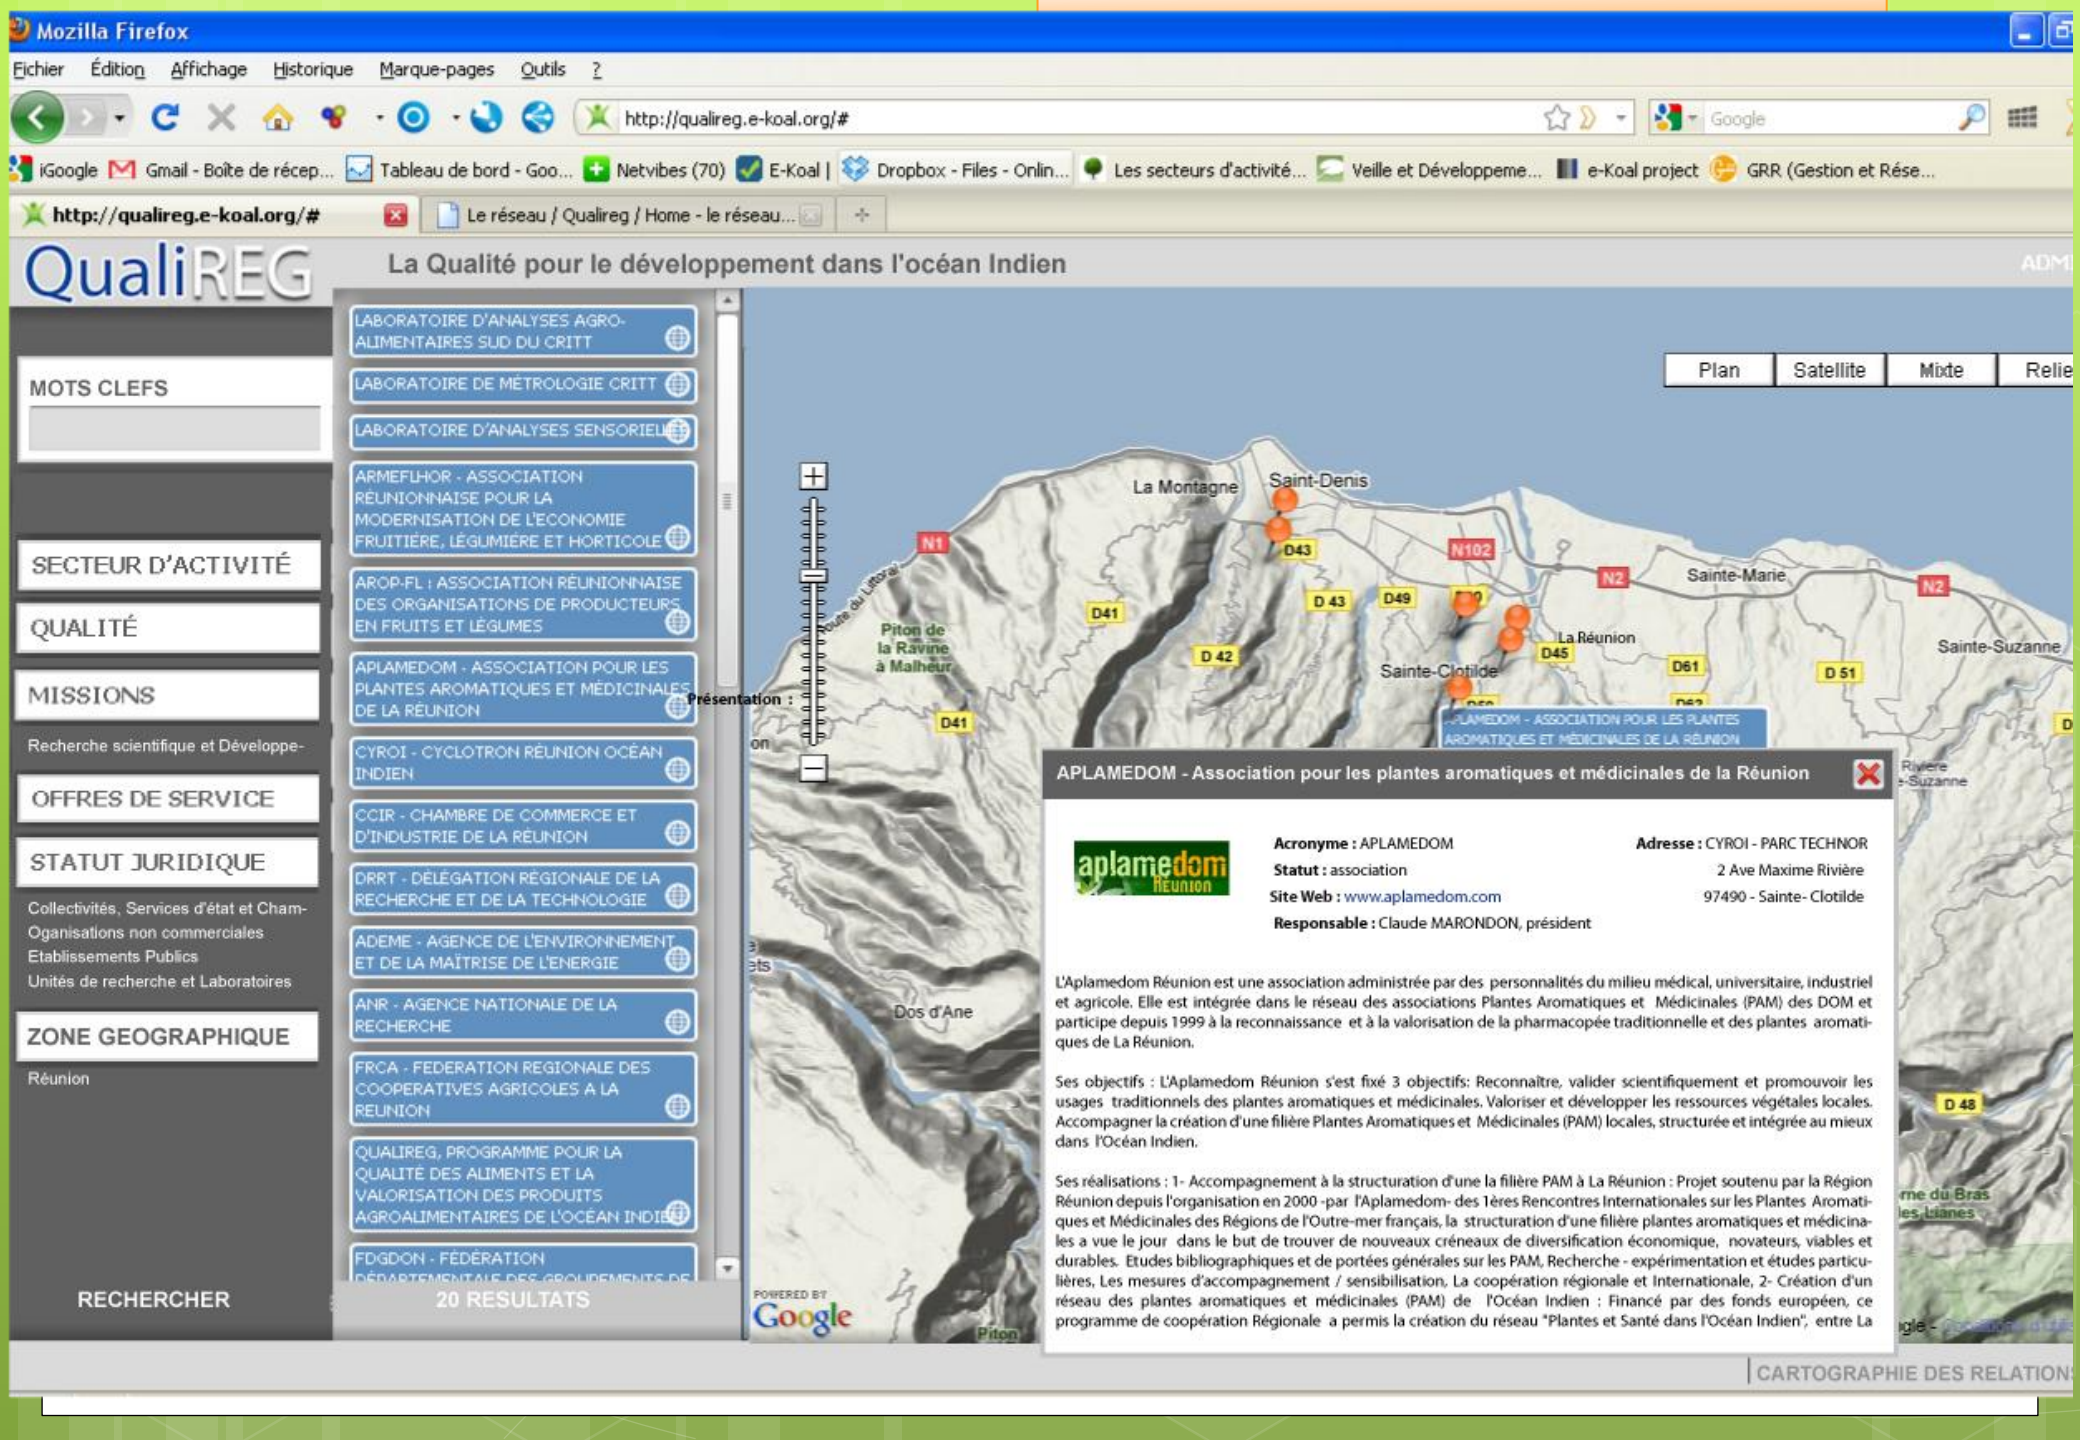 Mozilla Firefox
Fichier Édition Affichage Historique Marque-pages Outils ?
http://qualireg.e-koal.org/#
Google
iGoogle Gmail - Boîte de récep... Tableau de bord - Goo... Netvibes (70) E-Koal | Dropbox - Files - Onlin... Les secteurs d'activité... Veille et Développeme... e-Koal project GRR (Gestion et Rése...
http://qualireg.e-koal.org/# Le réseau / Qualireg / Home - le réseau...
QualiREG La Qualité pour le développement dans l'océan Indien
MOTS CLEFS
SECTEUR D'ACTIVITÉ
QUALITÉ
MISSIONS
Recherche scientifique et Développe-
OFFRES DE SERVICE
STATUT JURIDIQUE
Collectivités, Services d'état et Cham-
Oganisations non commerciales
Etablissements Publics
Unités de recherche et Laboratoires
ZONE GEOGRAPHIQUE
Réunion
RECHERCHER
LABORATOIRE D'ANALYSES AGRO-
ALIMENTAIRES SUD DU CRITT
LABORATOIRE DE MÉTROLOGIE CRITT
LABORATOIRE D'ANALYSES
ARMEFLHOR - ASSOCIATION
RÉUNIONNAISE POUR LA
MODERNISATION DE L'ECONOMIE
FRUITIÈRE, LÉGUMIÈRE ET HORTICOLE
AROP-FL : ASSOCIATION RÉUNIONNAISE
DES ORGANISATIONS DE PRODUCTEURS
EN FRUITS ET LÉGUMES
APLAMEDOM - ASSOCIATION POUR LES
PLANTES AROMATIQUES ET MÉDICINALES
DE LA RÉUNION
CYROI - CYCLOTRON RÉUNION OCÉAN
INDIEN
CCIR - CHAMBRE DE COMMERCE ET
D'INDUSTRIE DE LA RÉUNION
DRRT - DÉLÉGATION RÉGIONALE DE LA
RECHERCHE ET DE LA TECHNOLOGIE
ADEME - AGENCE DE L'ENVIRONNEMENT
ET DE LA MAÎTRISE DE L'ENERGIE
ANR - AGENCE NATIONALE DE LA
RECHERCHE
FRCA - FEDERATION REGIONALE DES
COOPERATIVES AGRICOLES A LA
REUNION
QUALIREG, PROGRAMME POUR LA
QUALITÉ DES ALIMENTS ET LA
VALORISATION DES PRODUITS
AGROALIMENTAIRES DE L'OCÉAN INDIEN
FDGDON - FÉDÉRATION
DÉPARTEMENTALE DES GROUPEMENTS DE
20 RESULTATS
Plan Satellite Mixte
La Montagne
Saint-Denis
N1
D43
N102
N2
Sainte-Marie
N2
D41
D 43
D49
Piton de
la Ravine
à Malheur
D 42
La Réunion
D45
Sainte-Clotilde
D61
D 51
Sainte-Suzanne
Présentation :
D41
APLAMEDOM - ASSOCIATION POUR LES PLANTES
AROMATIQUES ET MÉDICINALES DE LA RÉUNION
APLAMEDOM - Association pour les plantes aromatiques et médicinales de la Réunion
aplamedom
REUNION
Acronyme : APLAMEDOM
Statut : association
Site Web : www.aplamedom.com
Responsable : Claude MARONDON, président
Adresse : CYROI - PARC TECHNOR
2 Ave Maxime Rivière
97490 - Sainte- Clotilde
L'Aplamedom Réunion est une association administrée par des personnalités du milieu médical, universitaire, industriel
et agricole. Elle est intégrée dans le réseau des associations Plantes Aromatiques et Médicinales (PAM) des DOM et
participe depuis 1999 à la reconnaissance et à la valorisation de la pharmacopée traditionnelle et des plantes aromati-
ques de La Réunion.
Ses objectifs : L'Aplamedom Réunion s'est fixé 3 objectifs: Reconnaître, valider scientifiquement et promouvoir les
usages traditionnels des plantes aromatiques et médicinales. Valoriser et développer les ressources végétales locales.
Accompagner la création d'une filière Plantes Aromatiques et Médicinales (PAM) locales, structurée et intégrée au mieux
dans l'Océan Indien.
Ses réalisations : 1- Accompagnement à la structuration d'une la filière PAM à La Réunion : Projet soutenu par la Région
Réunion depuis l'organisation en 2000 -par l'Aplamedom- des 1ères Rencontres Internationales sur les Plantes Aromati-
ques et Médicinales des Régions de l'Outre-mer français, la structuration d'une filière plantes aromatiques et médicina-
les a vue le jour dans le but de trouver de nouveaux créneaux de diversification économique, novateurs, viables et
durables. Etudes bibliographiques et de portées générales sur les PAM, Recherche - expérimentation et études particu-
lières, Les mesures d'accompagnement / sensibilisation, La coopération régionale et Internationale, 2- Création d'un
réseau des plantes aromatiques et médicinales (PAM) de l'Océan Indien : Financé par des fonds européen, ce
programme de coopération Régionale a permis la création du réseau "Plantes et Santé dans l'Océan Indien", entre La
Dos d'Ane
D 48
Piton
POWERED BY
Google
CARTOGRAPHIE DES RELATIONS